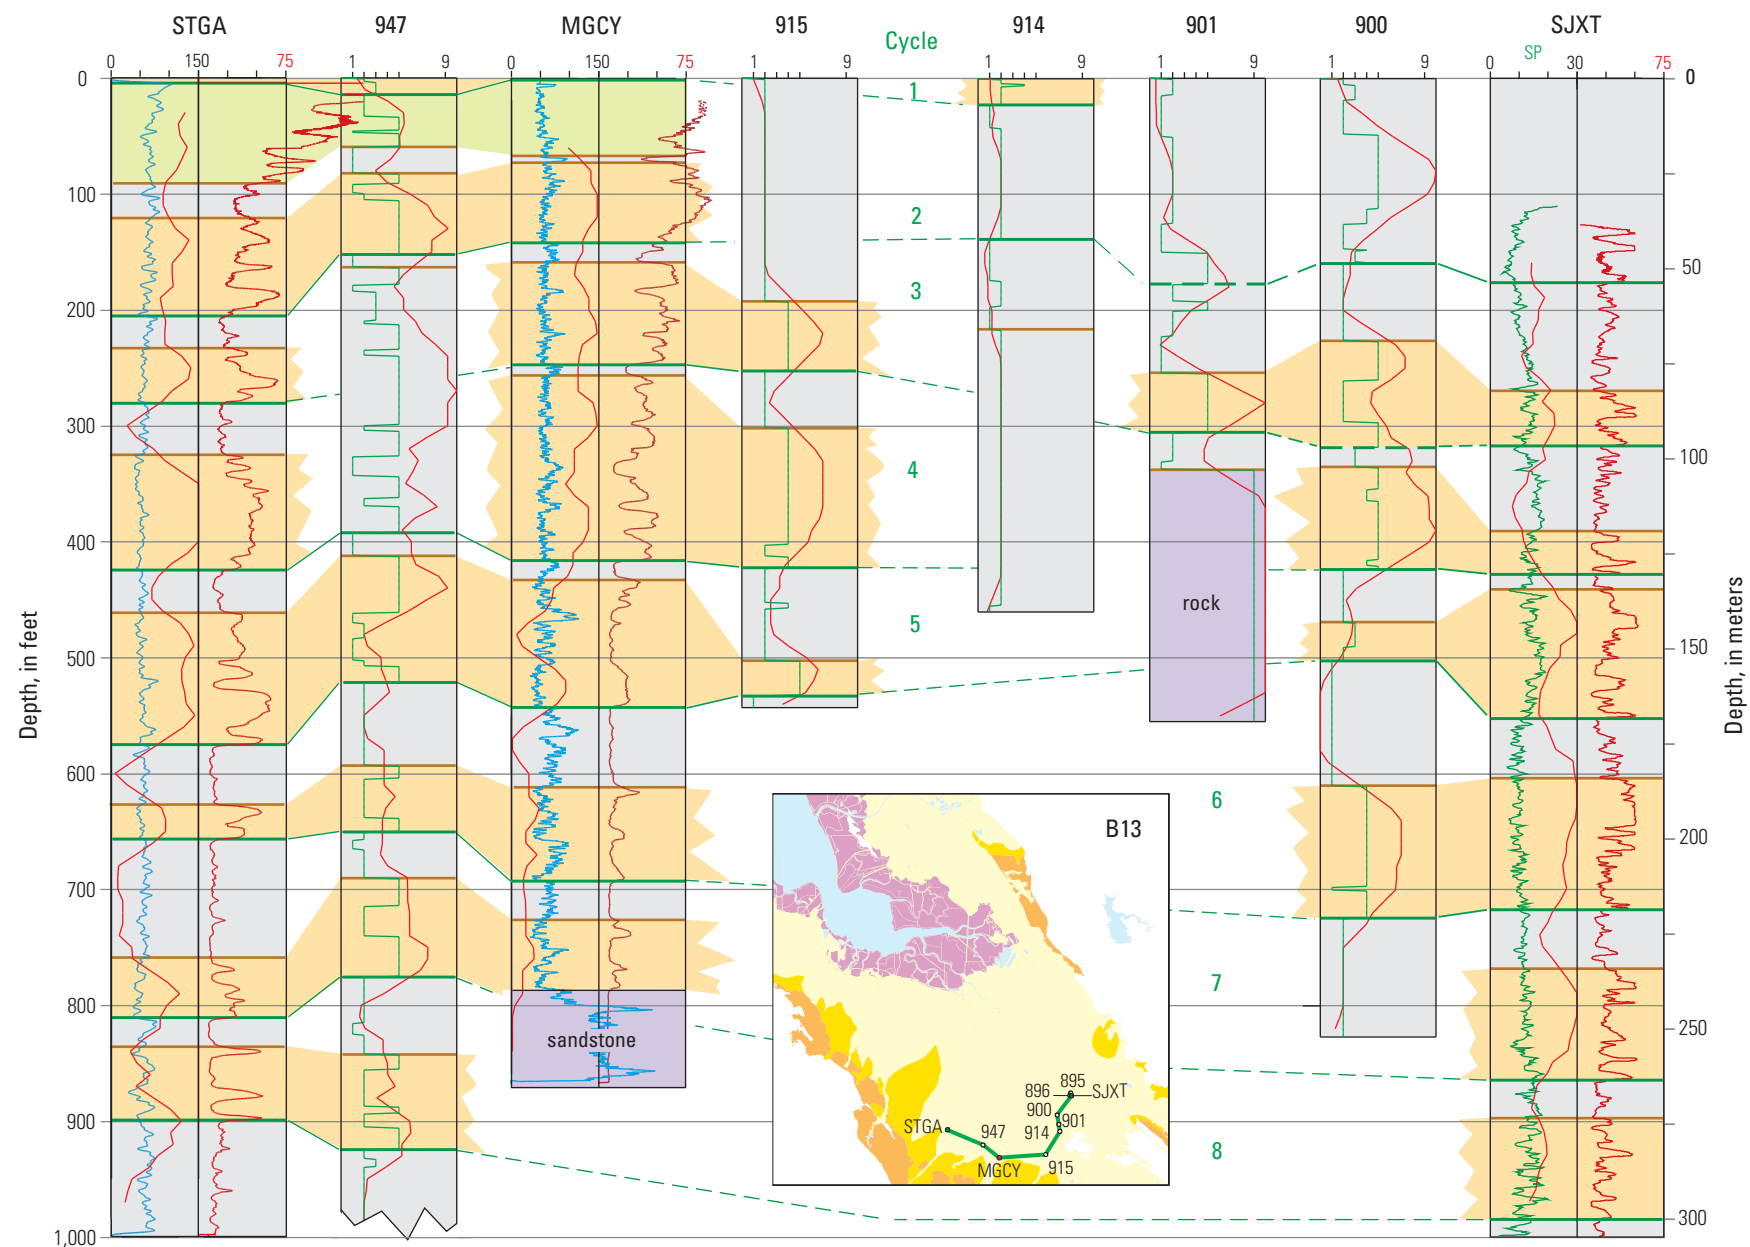 STGA 947 MGCY 915 Cycle 914 901 900 SJXT
0 150 75 1 9 0 150 75 1 9 1 9 1 9 1 9 SP 0 30 75
0 0
1
100
2
50
3
200
300
100
4
400
5
rock
500
150
Depth, in feet
Depth, in meters
600
6
B13
200
700
7
800
250
sandstone
895
896 SJXT
900
901
STGA 947 914
MGCY 915
900
8
300
1,000